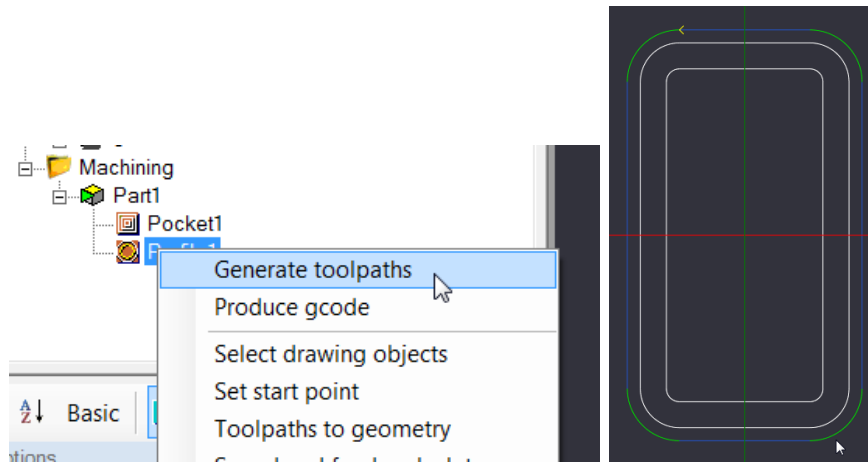 Machining
Part1
Pocket1
Generate toolpaths
Produce gcode
Select drawing objects
Set start point
Toolpaths to geometry
A
Z
Basic